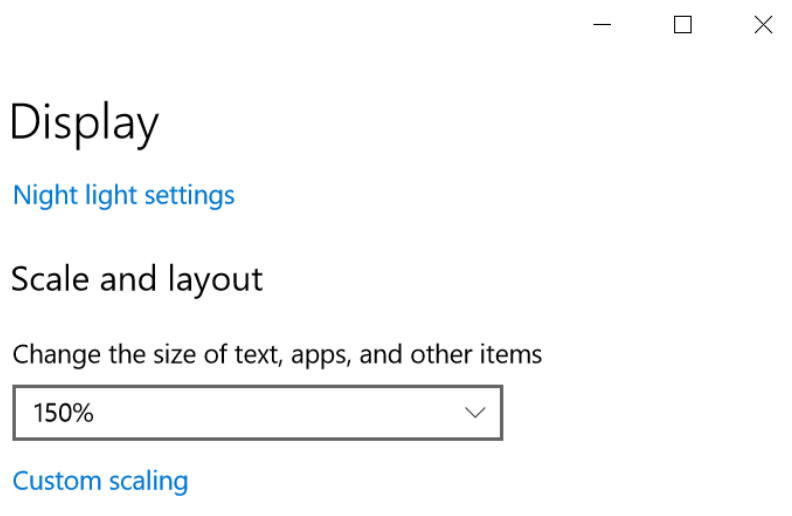 Display
Night light settings
Scale and layout
Change the size of text, apps, and other items
150%
Custom scaling